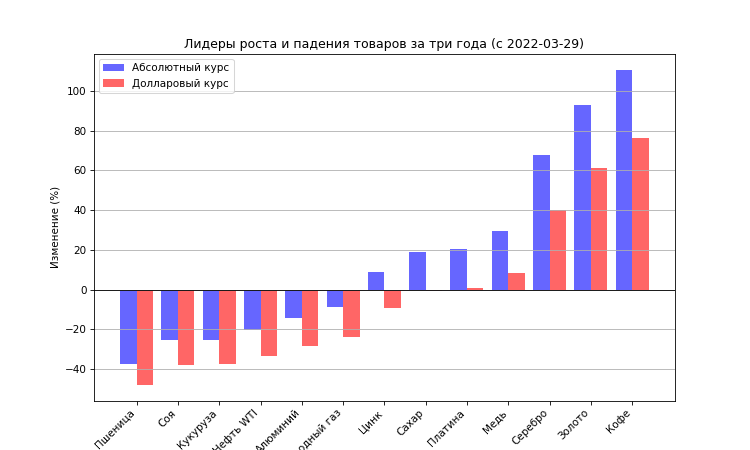 Лидеры роста и падения товаров за три года (с 2022-03-29)
Абсолютный курс
Долларовый курс
Изменение (%)
100
80
60
40
20
0
−20
−40
Пшеница
Соя
Кукуруза
Нефть WTI
Алюминий
одный газ
Цинк
Сахар
Платина
Медь
Серебро
Золото
Кофе